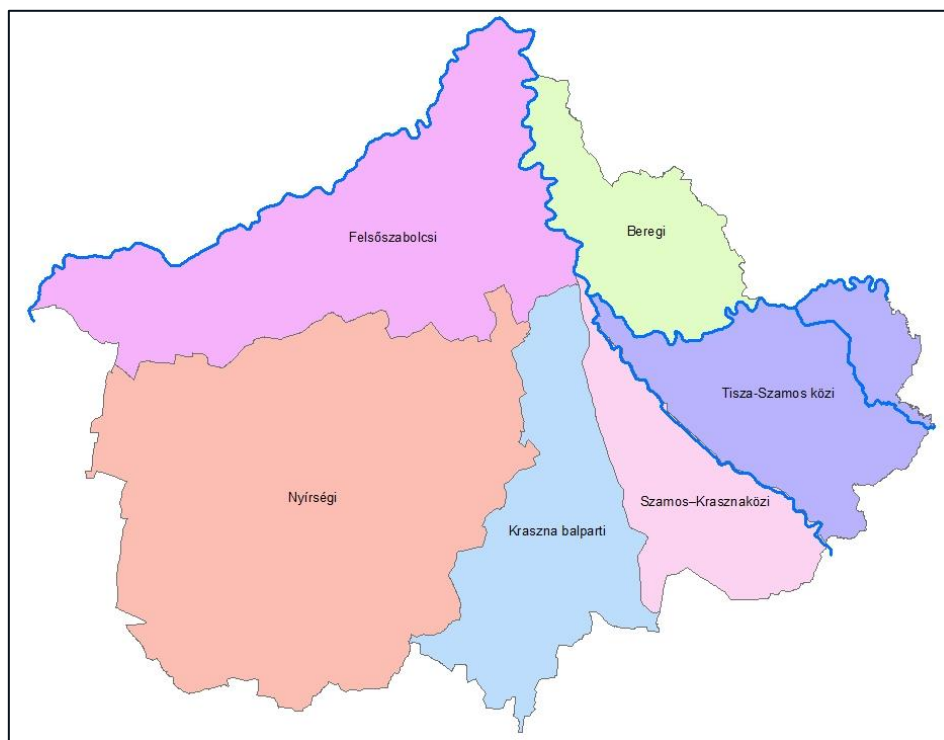 Beregi
Felsőszabolcsi
Tisza-Szamos közi
Nyírségi
Szamos–Krasznaközi
Kraszna balparti